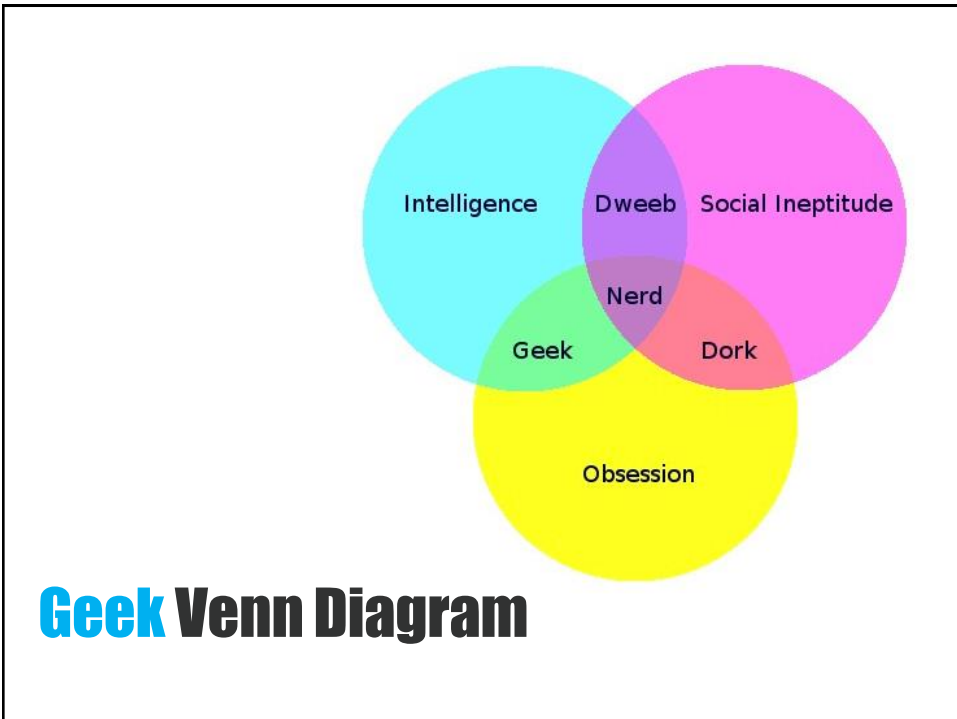 Intelligence Dweeb Social Ineptitude
Nerd
Geek Dork
Obsession
Geek Venn Diagram